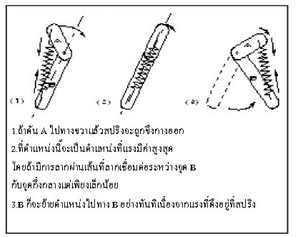 (1) (2) (3)
1.ถ้าดัน A ไปทางขวาแล้วสปริงจะถูกขึงกางออก
2.ที่ตำแหน่งนี้จะเป็นตำแหน่งที่แรงมีค่าสูงสุด
โดยถ้ามีการลากผ่านเส้นที่ลากเชื่อมต่อระหว่างจุด B
กับจุดกึ่งกลางแต่เพียงเล็กน้อย
3.B ก็จะย้ายตำแหน่งไปทาง B อย่างทันทีเนื่องจากแรงที่ดึงอยู่ที่สปริง